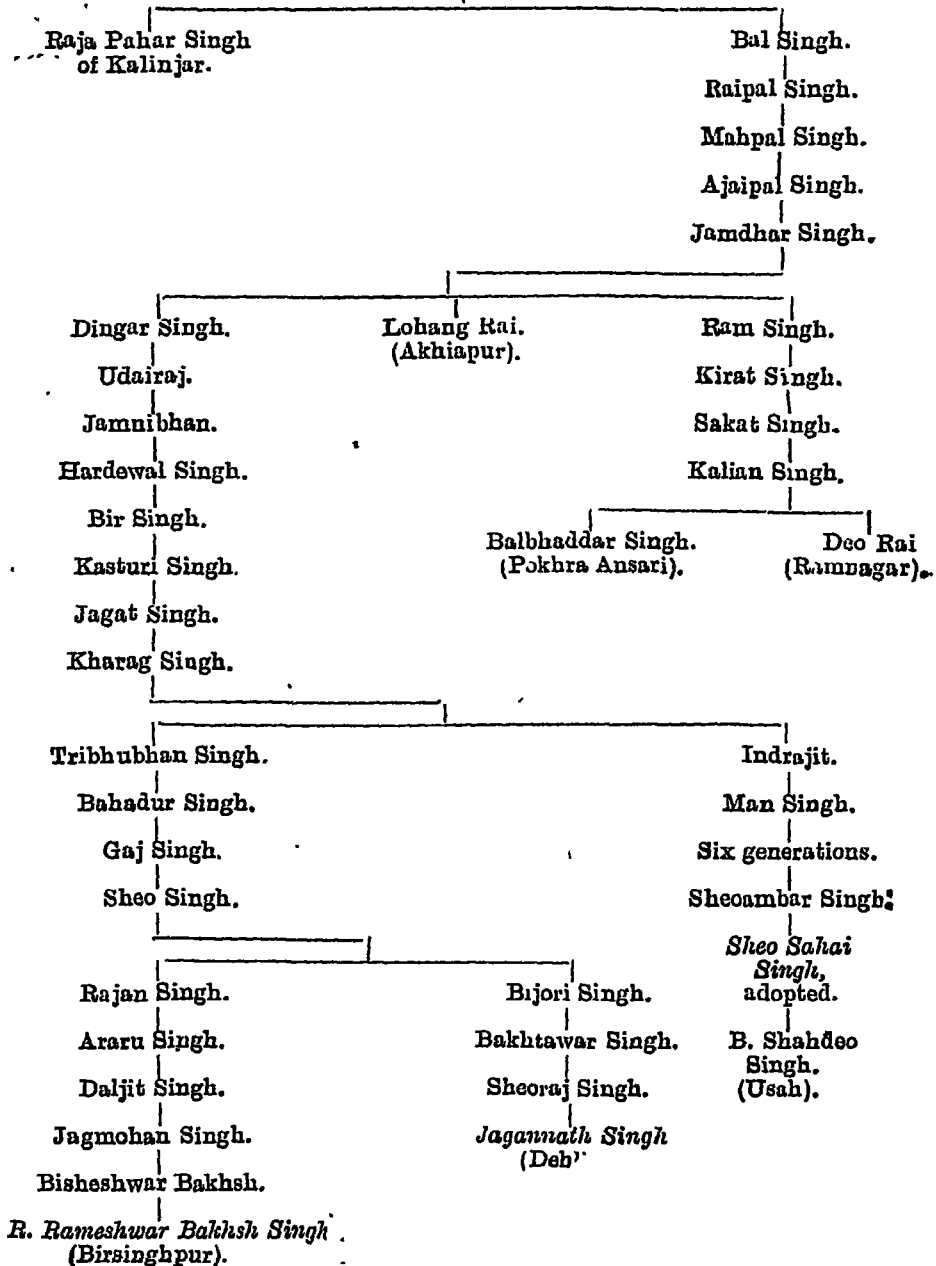 Raja Pahar Singh
of Kalinjar.
Bal Singh.
Raipal Singh.
Mahpal Singh.
Ajaipal Singh.
Jamdhar Singh.
Dingar Singh.
Lohang Rai.
(Akhiapur).
Ram Singh.
Udairaj.
Kirat Singh.
Jamnibhan.
Sakat Singh.
Hardewal Singh.
Kalian Singh.
Bir Singh.
Balbhaddar Singh.
(Pokhra Ansari).
Deo Rai
(Ramnagar).
Kasturi Singh.
Jagat Singh.
Kharag Singh.
Tribhubhan Singh.
Indrajit.
Bahadur Singh.
Man Singh.
Gaj Singh.
Six generations.
Sheo Singh.
Sheoambar Singh:
Sheo Sahai
Singh,
adopted.
Rajan Singh.
Bijori Singh.
Araru Singh.
Bakhtawar Singh.
B. Shahdeo
Singh.
(Usah).
Daljit Singh.
Sheoraj Singh.
Jagmohan Singh.
Jagannath Singh
(Deh
Bisheshwar Bakhsh.
R. Rameshwar Bakhsh Singh
(Birsinghpur).